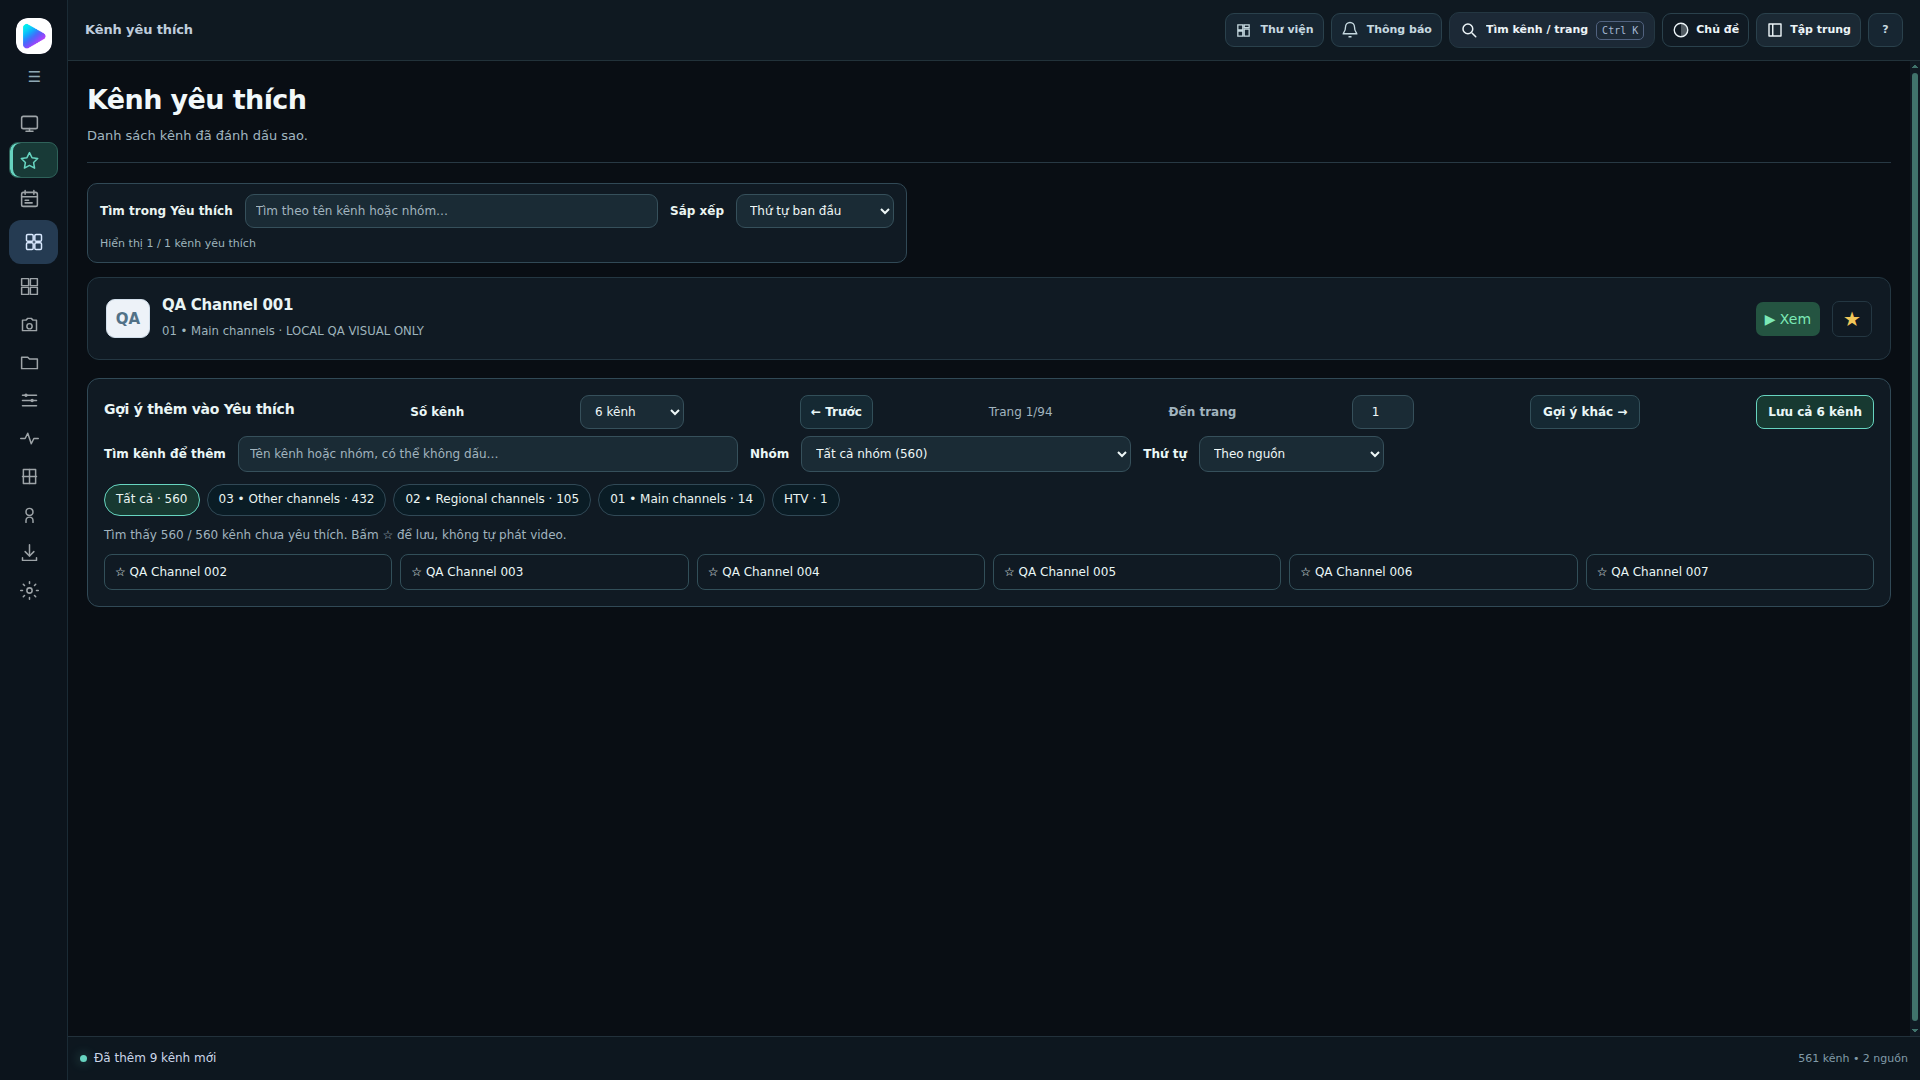 Kênh yêu thích
Thư viện
Thông báo
Tìm kênh / trang Ctrl K
Chủ đề
Tập trung
?
Kênh yêu thích
Danh sách kênh đã đánh dấu sao.
Tìm trong Yêu thích Tìm theo tên kênh hoặc nhóm... Sắp xếp Thứ tự ban đầu
Hiển thị 1 / 1 kênh yêu thích
QA
QA Channel 001
01 • Main channels · LOCAL QA VISUAL ONLY
▶ Xem ★
Gợi ý thêm vào Yêu thích Số kênh 6 kênh ← Trước Trang 1/94 Đến trang 1 Gợi ý khác → Lưu cả 6 kênh
Tìm kênh để thêm Tên kênh hoặc nhóm, có thể không dấu... Nhóm Tất cả nhóm (560) Thứ tự Theo nguồn
Tất cả · 560 03 • Other channels · 432 02 • Regional channels · 105 01 • Main channels · 14 HTV · 1
Tìm thấy 560 / 560 kênh chưa yêu thích. Bấm ☆ để lưu, không tự phát video.
☆ QA Channel 002 ☆ QA Channel 003 ☆ QA Channel 004 ☆ QA Channel 005 ☆ QA Channel 006 ☆ QA Channel 007
Đã thêm 9 kênh mới
561 kênh • 2 nguồn